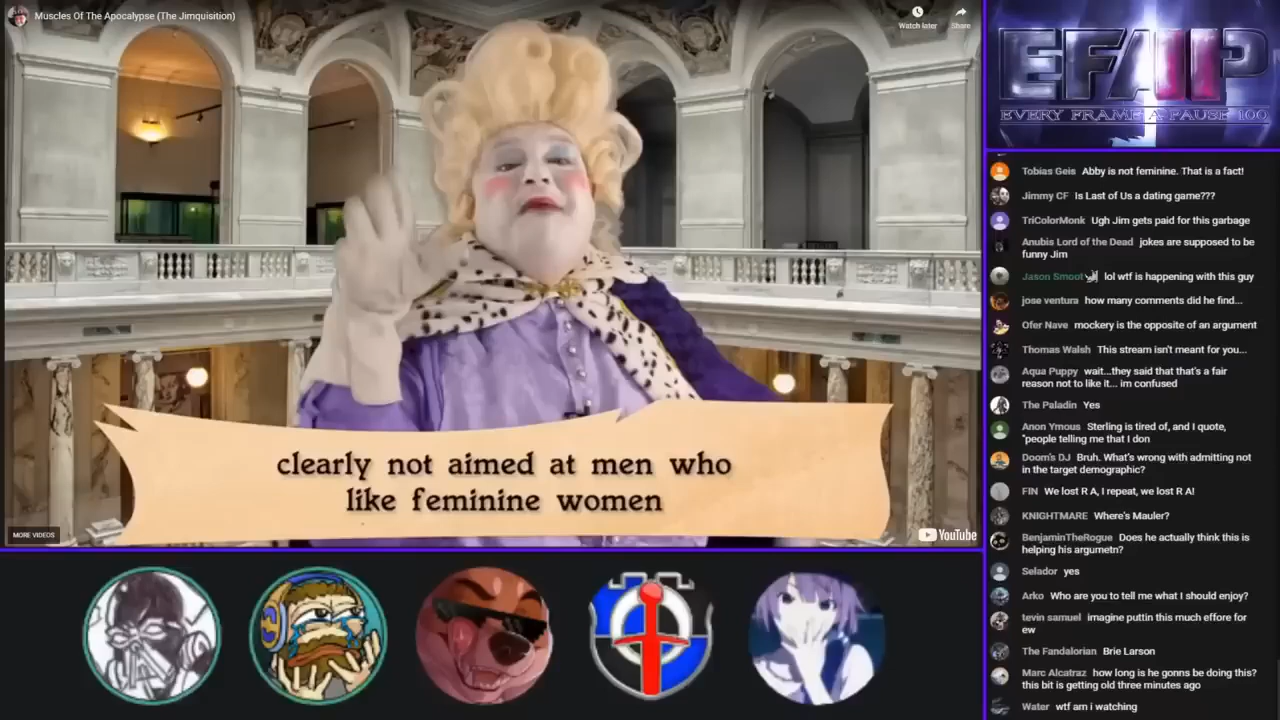 Muscles Of The Apocalypse (The Jimquisition)
Watch later
Share
clearly not aimed at men who
like feminine women
MORE VIDEOS
YouTube
EFAP
EVERY FRAME A PAUSE 100
Tobias Geis Abby is not feminine. That is a fact!
Jimmy CF Is Last of Us a dating game???
TriColorMonk Ugh Jim gets paid for this garbage
Anubis Lord of the Dead jokes are supposed to be
funny Jim
Jason Smoot lol wtf is happening with this guy
jose ventura how many comments did he find...
Ofer Nave mockery is the opposite of an argument
Thomas Walsh This stream isn't meant for you...
Aqua Puppy wait...they said that that's a fair
reason not to like it... im confused
The Paladin Yes
Anon Ymous Sterling is tired of, and I quote,
"people telling me that I don
Doom's DJ Bruh. What's wrong with admitting not
in the target demographic?
FIN We lost R A, I repeat, we lost R A!
KNIGHTMARE Where's Mauler?
BenjaminTheRogue Does he actually think this is
helping his argumetn?
Selador yes
Arko Who are you to tell me what I should enjoy?
tevin samuel imagine puttin this much effore for
ew
The Fandalorian Brie Larson
Marc Alcatraz how long is he gonns be doing this?
this bit is getting old three minutes ago
Water wtf am i watching